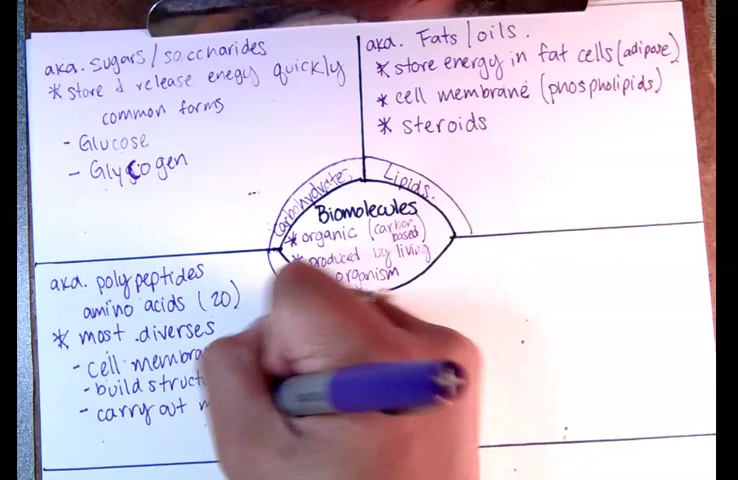 aka. Sugars/saccharides
* store & release enegy quickly
common forms
- Glucose
- Glycogen
aka. Fats/oils.
* store energy in fat cells (adipose)
* cell membrane (phospholipids)
* steroids
Carbohydrates
Lipids.
Biomolecules
* organic (carbon based)
* produced by living
organism
aka. polypeptides
amino acids (20)
* most diverses
- cell membra
- build struct
- carry out